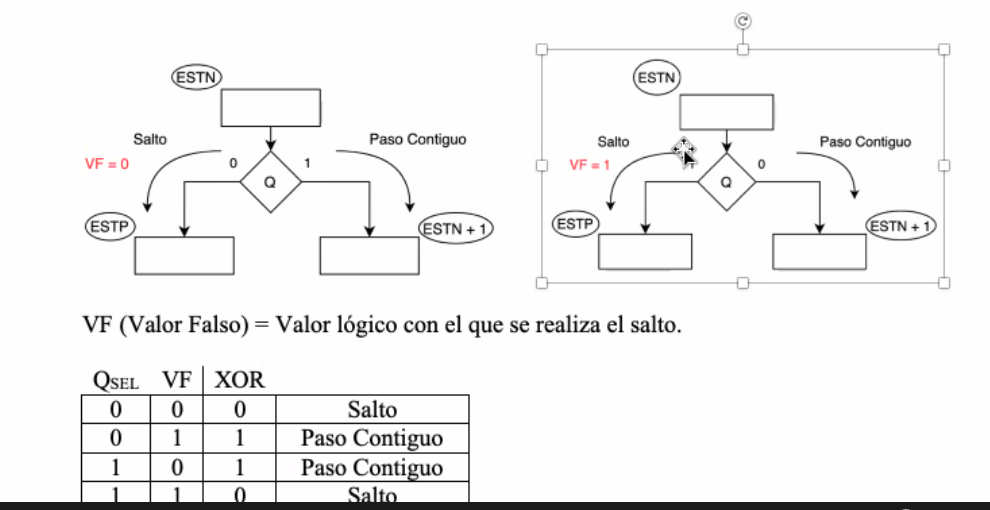 ESTN
Salto
Paso Contiguo
VF = 0
0
1
Q
ESTP
ESTN + 1
ESTN
Salto
Paso Contiguo
VF = 1
0
Q
ESTP
ESTN + 1
VF (Valor Falso) = Valor lógico con el que se realiza el salto.
QSEL VF XOR
0 0 0 Salto
0 1 1 Paso Contiguo
1 0 1 Paso Contiguo
1 1 0 Salto